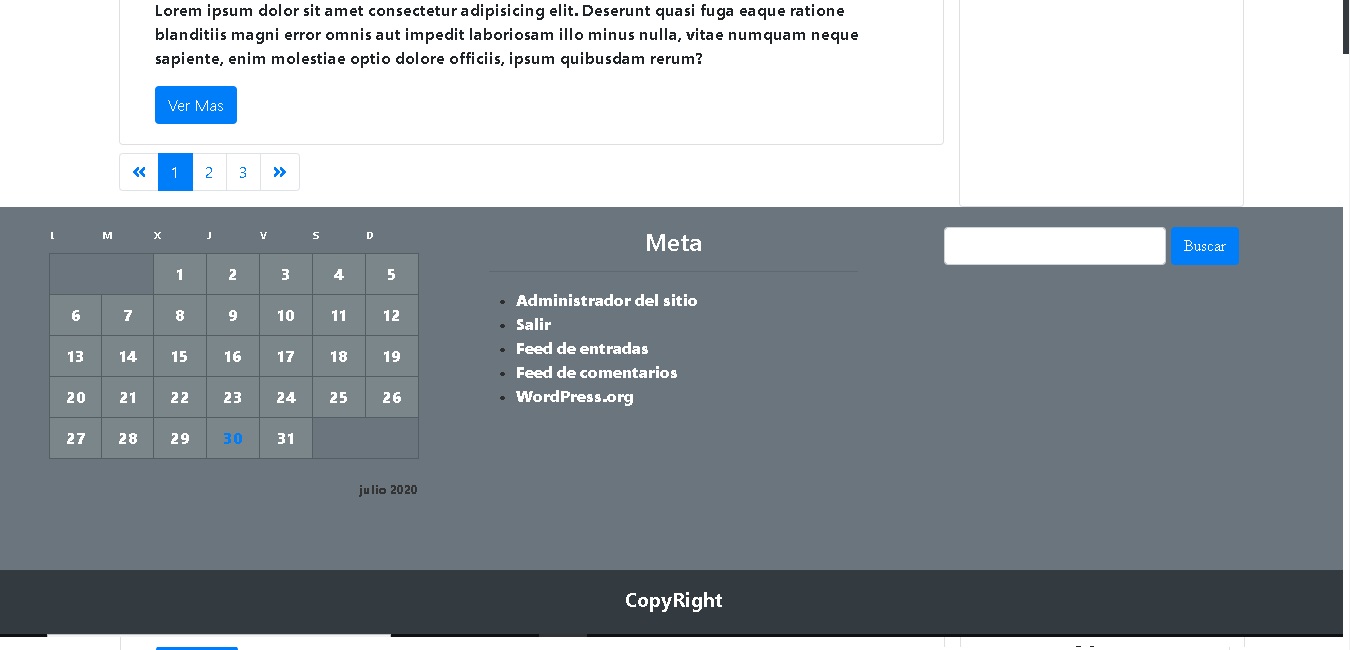 Lorem ipsum dolor sit amet consectetur adipisicing elit. Deserunt quasi fuga eaque ratione
blanditiis magni error omnis aut impedit laboriosam illo minus nulla, vitae numquam neque
sapiente, enim molestiae optio dolore officiis, ipsum quibusdam rerum?
Ver Mas
« 1 2 3 »
L M X J V S D
1 2 3 4 5
6 7 8 9 10 11 12
13 14 15 16 17 18 19
20 21 22 23 24 25 26
27 28 29 30 31
julio 2020
Meta
Administrador del sitio
Salir
Feed de entradas
Feed de comentarios
WordPress.org
Buscar
CopyRight